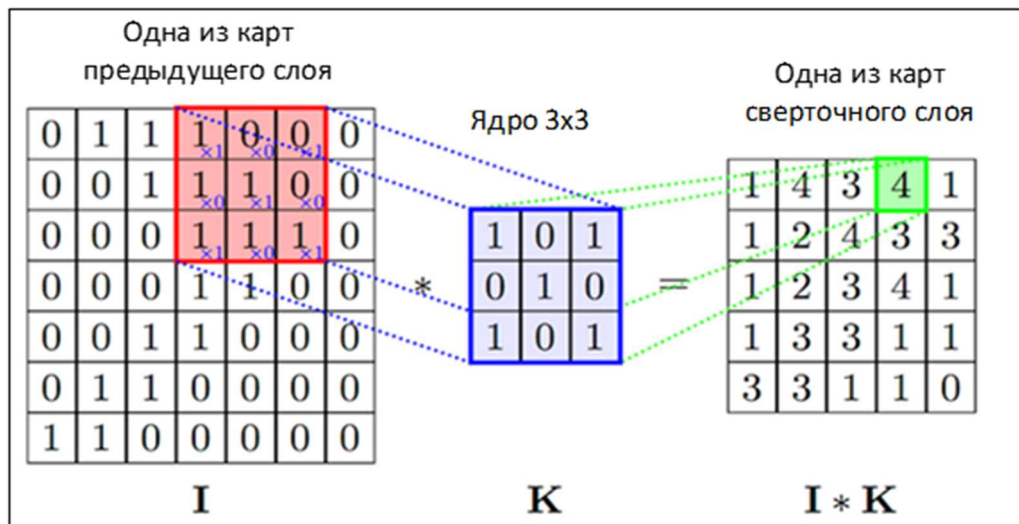 Одна из карт
предыдущего слоя
Ядро 3x3
Одна из карт
сверточного слоя
0 1 1 1×1 0×0 0×1 0
0 0 1 1×0 1×1 0×0 0
0 0 0 1×1 1×0 1×1 0
0 0 0 1 1 0 0
0 0 1 1 0 0 0
0 1 1 0 0 0 0
1 1 0 0 0 0 0
I
*
1 0 1
0 1 0
1 0 1
K
=
1 4 3 4 1
1 2 4 3 3
1 2 3 4 1
1 3 3 1 1
3 3 1 1 0
I * K